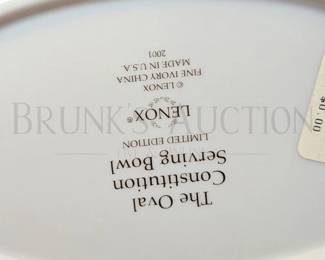 The Oval
Constitution
Serving Bowl
LIMITED EDITION
LENOX®
© LENOX
FINE IVORY CHINA
MADE IN U.S.A.
2001
BRUNK'S AUCTION